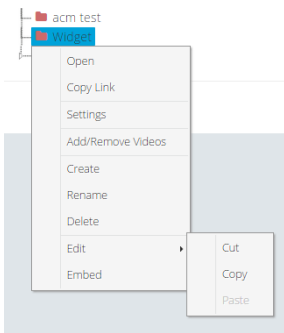 acm test
Widget
Open
Copy Link
Settings
Add/Remove Videos
Create
Rename
Delete
Edit
Embed
Cut
Copy
Paste